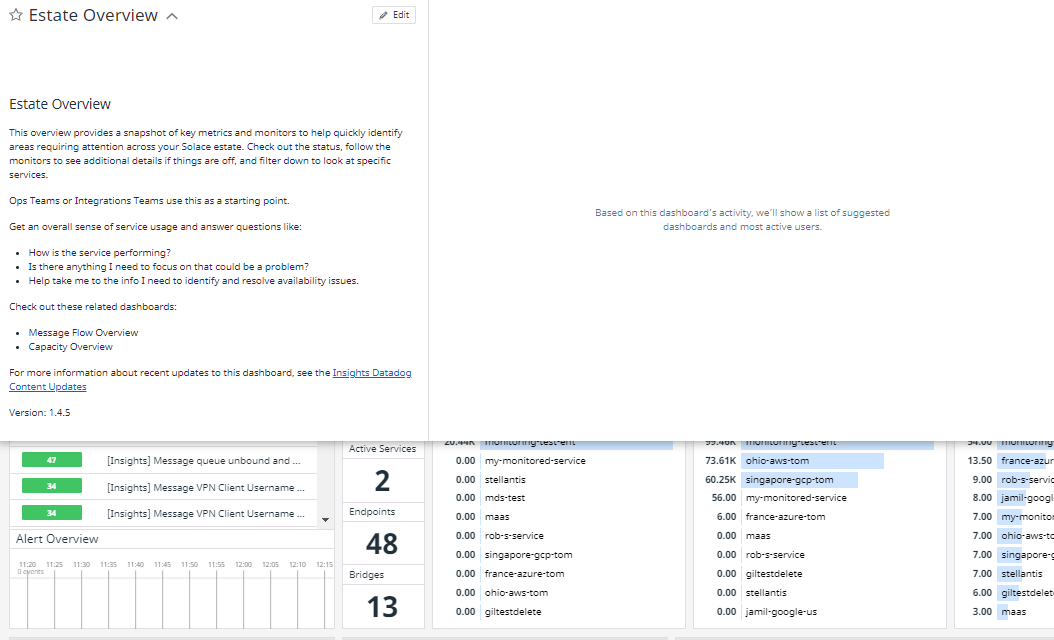 Estate Overview
Edit
Estate Overview
This overview provides a snapshot of key metrics and monitors to help quickly identify
areas requiring attention across your Solace estate. Check out the status, follow the
monitors to see additional details if things are off, and filter down to look at specific
services.
Ops Teams or Integrations Teams use this as a starting point.
Get an overall sense of service usage and answer questions like:
• How is the service performing?
• Is there anything I need to focus on that could be a problem?
• Help take me to the info I need to identify and resolve availability issues.
Check out these related dashboards:
• Message Flow Overview
• Capacity Overview
For more information about recent updates to this dashboard, see the Insights Datadog
Content Updates
Version: 1.4.5
Based on this dashboard's activity, we'll show a list of suggested
dashboards and most active users.
47 [Insights] Message queue unbound and ...
34 [Insights] Message VPN Client Username ...
34 [Insights] Message VPN Client Username ...
Alert Overview
11:20 11:25 11:30 11:35 11:40 11:45 11:50 11:55 12:00 12:05 12:10 12:15
0 events
Active Services
2
Endpoints
48
Bridges
13
20.44K monitoring-test-ent
0.00 my-monitored-service
0.00 stellantis
0.00 mds-test
0.00 maas
0.00 rob-s-service
0.00 singapore-gcp-tom
0.00 france-azure-tom
0.00 ohio-aws-tom
0.00 giltestdelete
99.46K monitoring-test-ent
73.61K ohio-aws-tom
60.25K singapore-gcp-tom
56.00 my-monitored-service
6.00 france-azure-tom
0.00 maas
0.00 rob-s-service
0.00 giltestdelete
0.00 stellantis
0.00 jamil-google-us
54.00 monitoring
13.50 france-azur
9.00 rob-s-servic
8.00 jamil-googl
7.00 my-monito
7.00 ohio-aws-to
7.00 singapore-g
7.00 stellantis
6.00 giltestdelet
3.00 maas